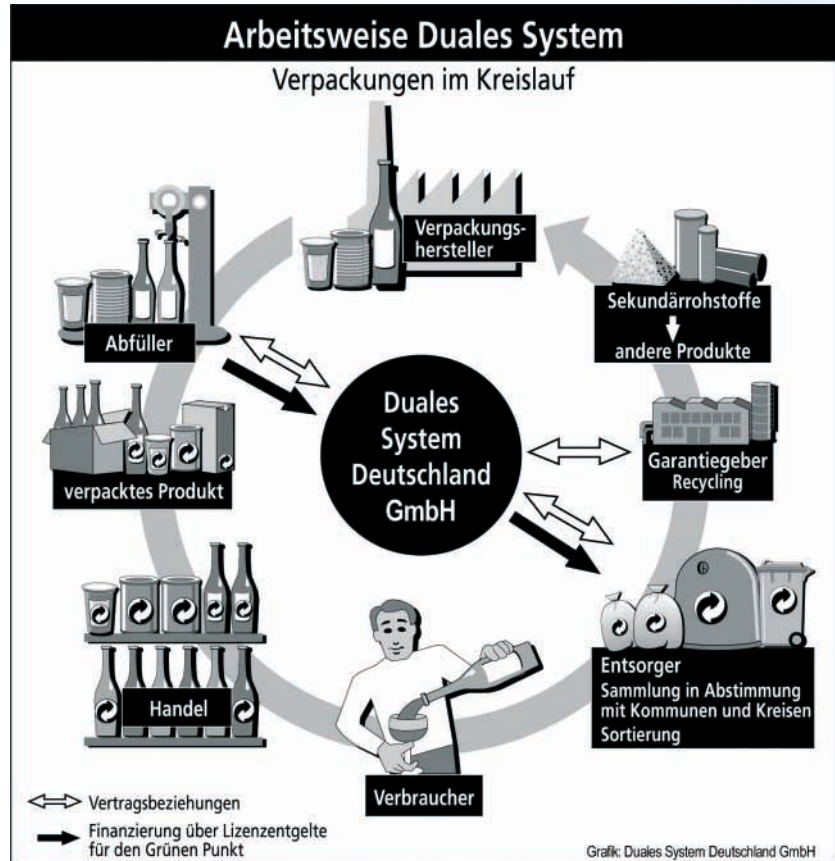 Arbeitsweise Duales System
Verpackungen im Kreislauf
Verpackungs-
hersteller
Abfüller
Sekundärrohstoffe
andere Produkte
Duales
System
Deutschland
GmbH
verpacktes Produkt
Garantiegeber
Recycling
Handel
Verbraucher
Entsorger
Sammlung in Abstimmung
mit Kommunen und Kreisen
Sortierung
Vertragsbeziehungen
Finanzierung über Lizenzentgelte
für den Grünen Punkt
Grafik: Duales System Deutschland GmbH